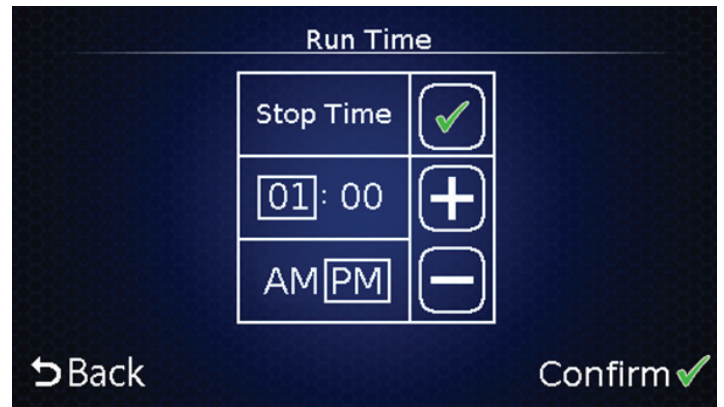 Run Time
Stop Time
01 : 00
AM PM
Back
Confirm